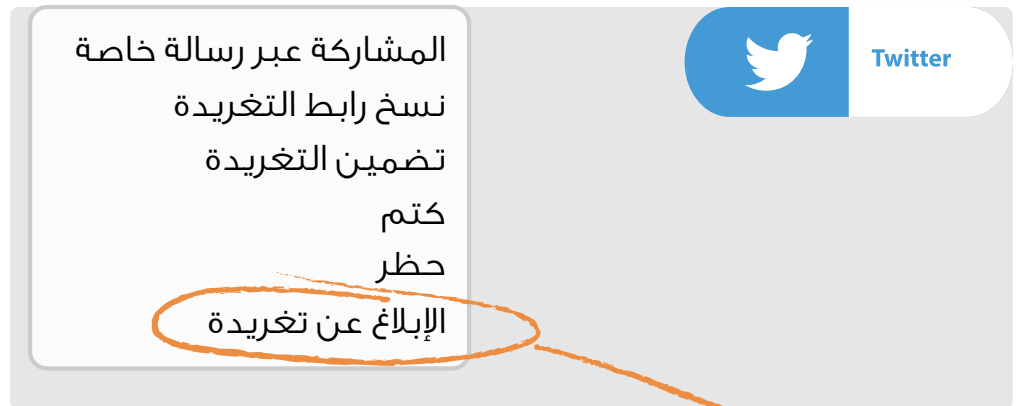 Twitter
المشاركة عبر رسالة خاصة
نسخ رابط التغريدة
تضمين التغريدة
كتم
حظر
الإبلاغ عن تغريدة